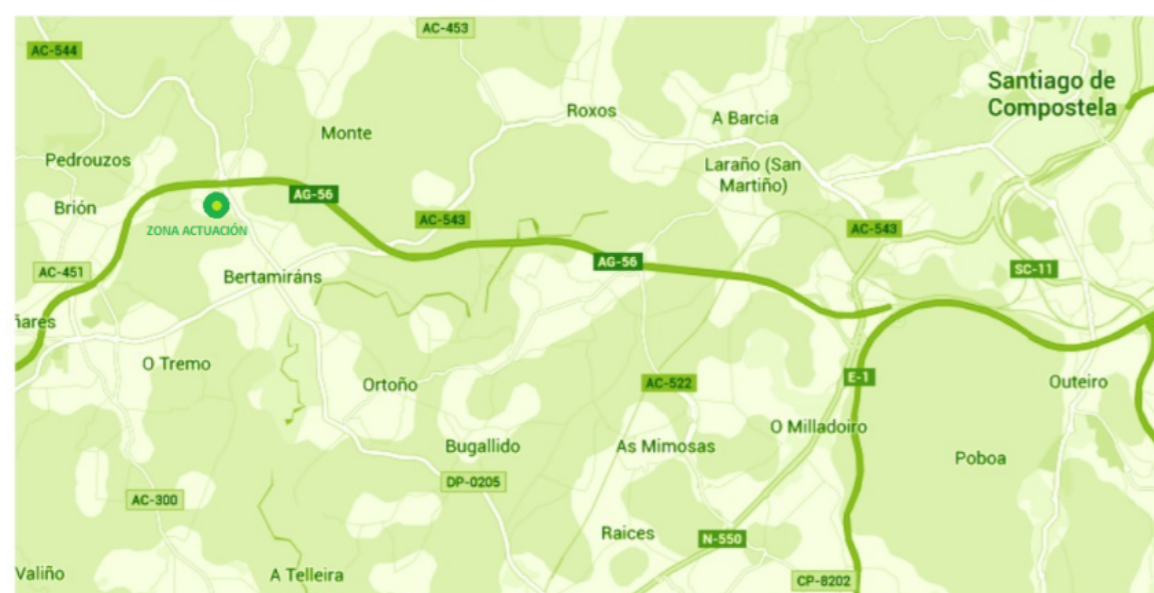 AC-453
AC-544
Santiago de
Compostela
Roxos
A Barcia
Monte
Pedrouzos
Laraño (San
Martiño)
AG-56
Brión
AC-543
ZONA ACTUACIÓN
AC-543
AG-56
SC-11
AC-451
Bertamiráns
ñares
O Tremo
E-1
Ortoño
AC-522
Outeiro
O Milladoiro
Bugallido
As Mimosas
Poboa
DP-0205
AC-300
Raices
N-550
Valiño
A Telleira
CP-8202